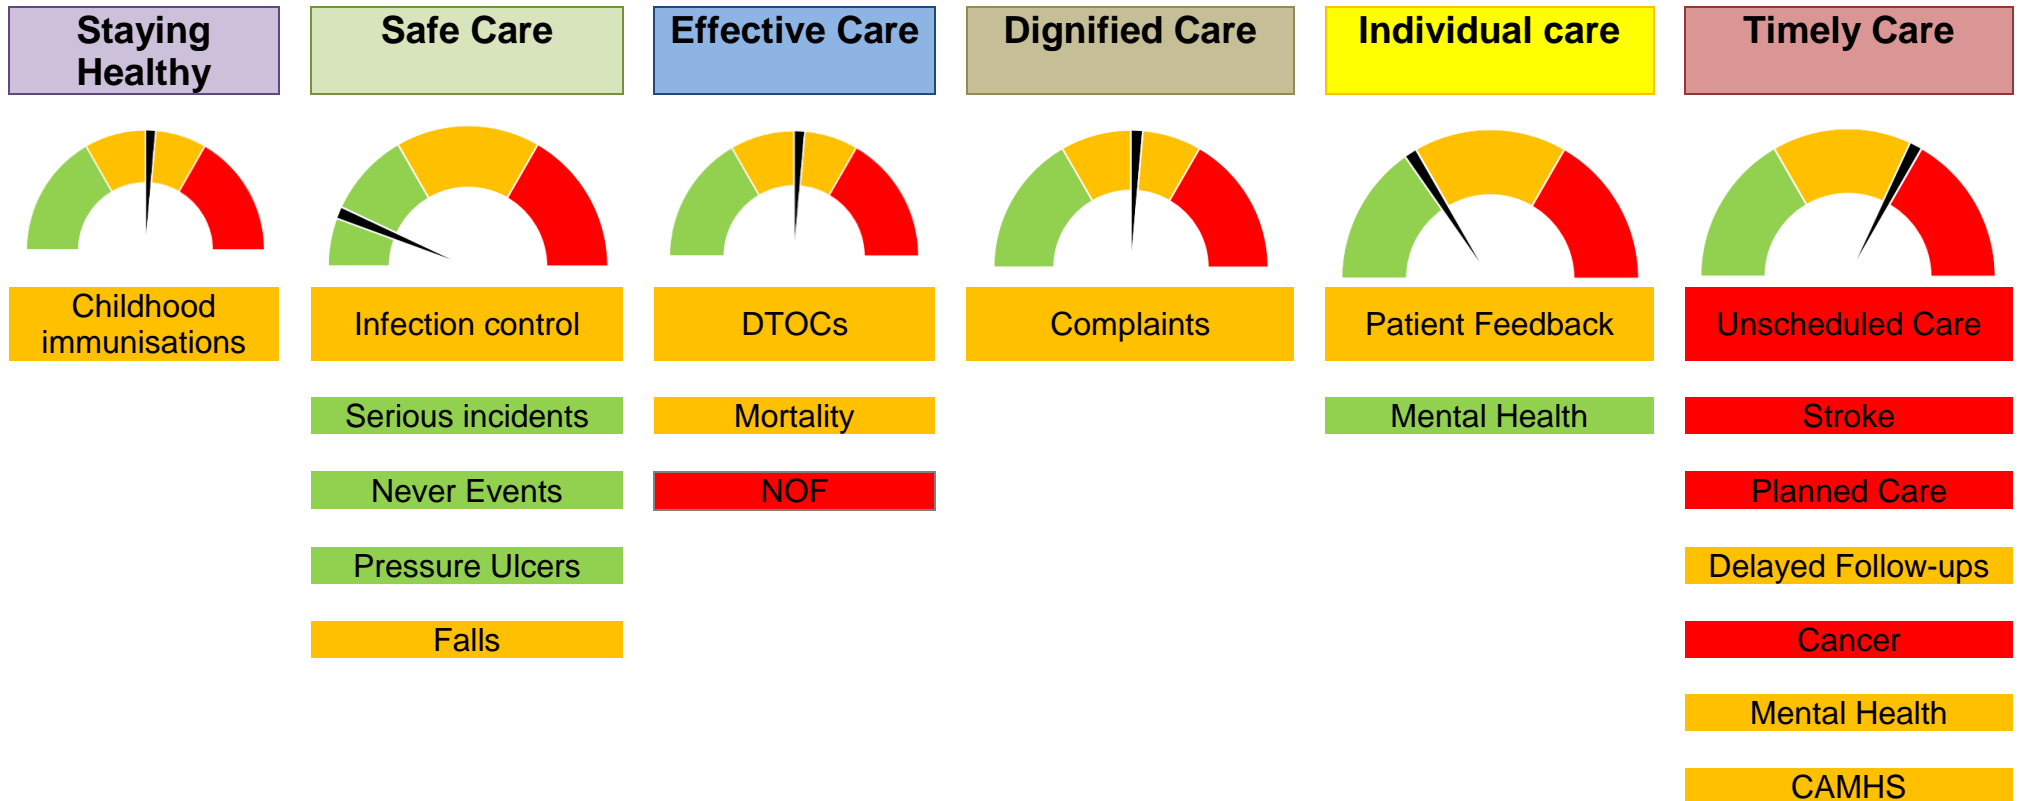 Staying
Healthy
Safe Care
Effective Care
Dignified Care
Individual care
Timely Care
Childhood
immunisations
Infection control
DTOCs
Complaints
Patient Feedback
Unscheduled Care
Serious incidents
Mortality
Mental Health
Stroke
Never Events
NOF
Planned Care
Pressure Ulcers
Delayed Follow-ups
Falls
Cancer
Mental Health
CAMHS